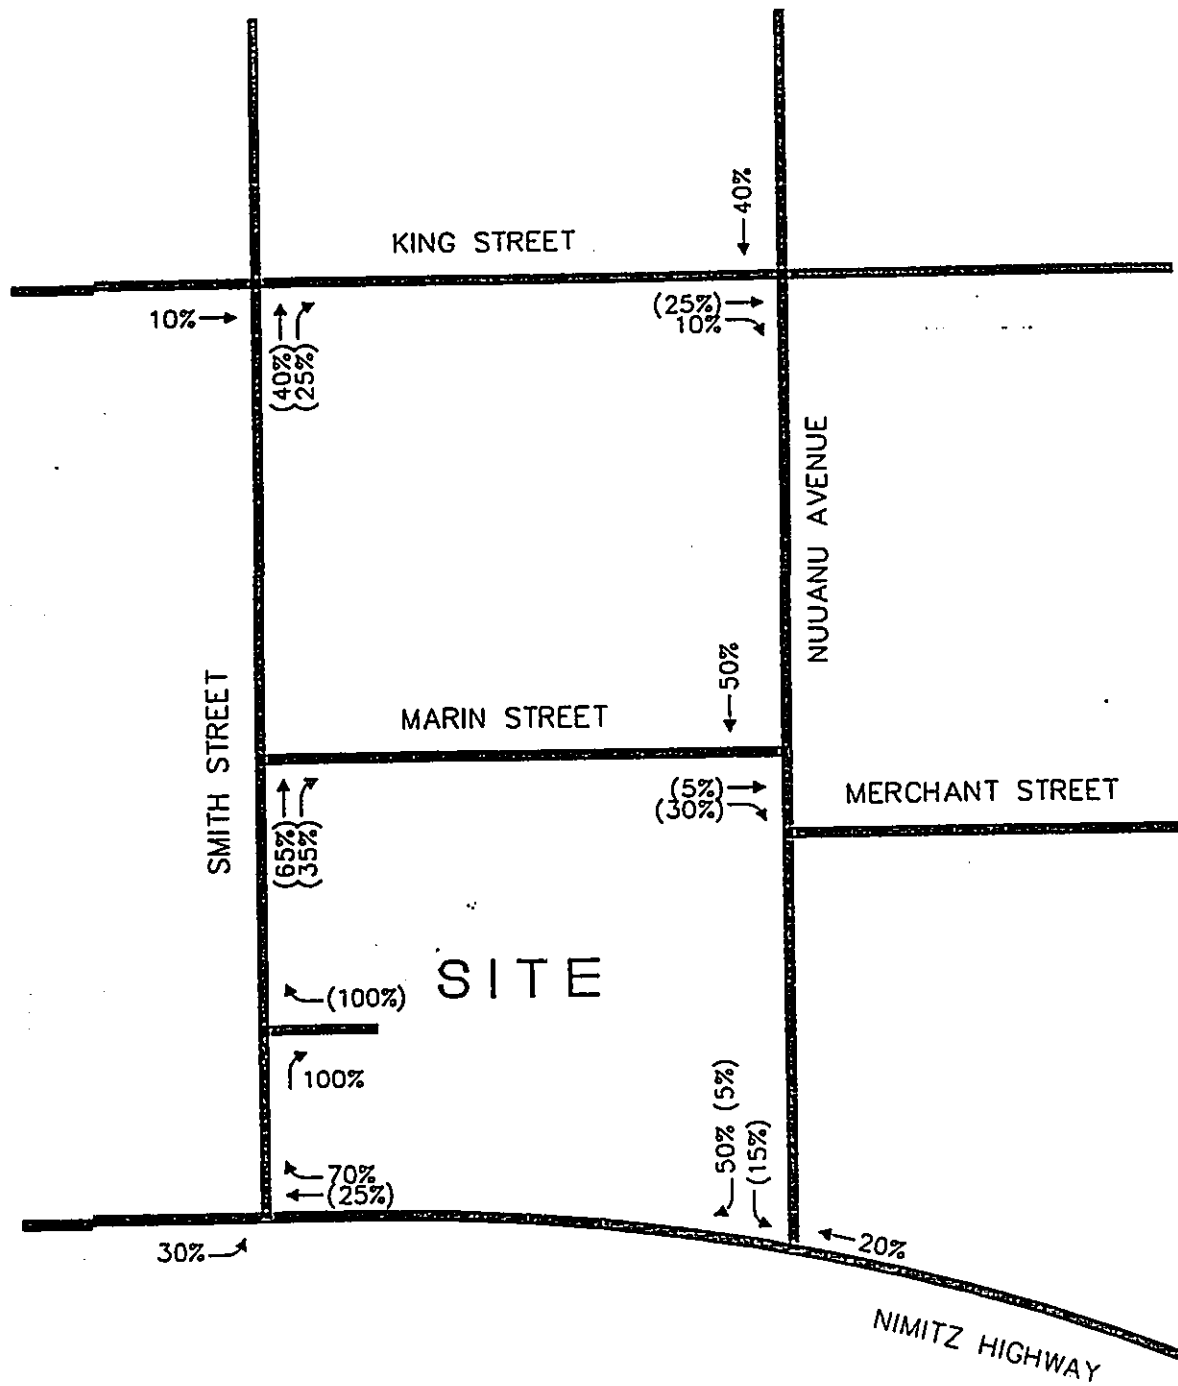 40%
KING STREET
10%
(40%)
(25%)
(25%)
10%
NUUANU AVENUE
50%
SMITH STREET
MARIN STREET
(65%)
(35%)
(5%)
(30%)
MERCHANT STREET
SITE
(100%)
100%
50% (5%)
(15%)
70%
(25%)
30%
20%
NIMITZ HIGHWAY